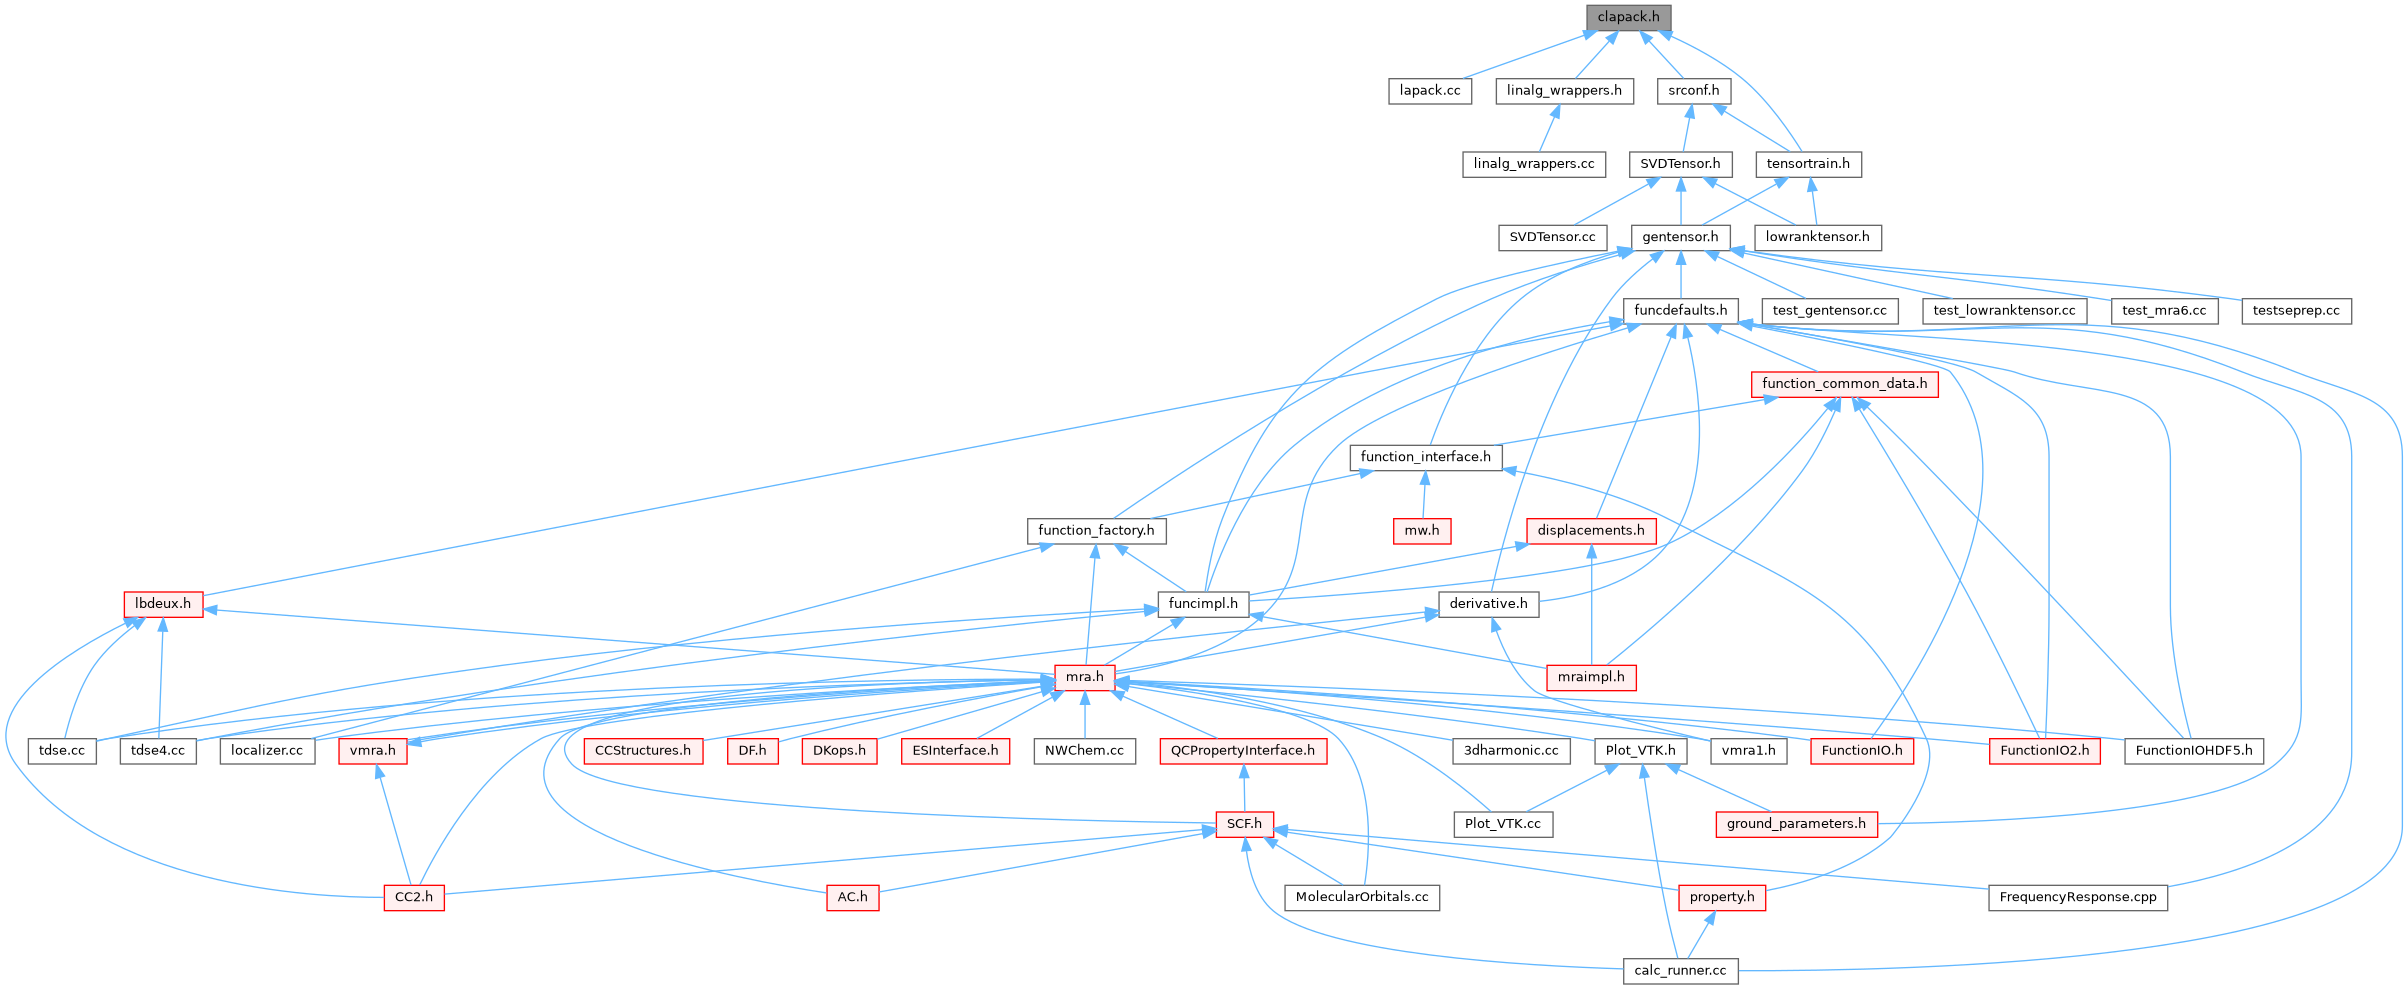 clapack.h
lapack.cc
linalg_wrappers.h
srconf.h
linalg_wrappers.cc
SVDTensor.h
tensortrain.h
SVDTensor.cc
gentensor.h
lowranktensor.h
funcdefaults.h
test_gentensor.cc
test_lowranktensor.cc
test_mra6.cc
testseprep.cc
function_common_data.h
function_interface.h
function_factory.h
mw.h
displacements.h
lbdeux.h
funcimpl.h
derivative.h
mra.h
mraimpl.h
tdse.cc
tdse4.cc
localizer.cc
vmra.h
CCStructures.h
DF.h
DKops.h
ESInterface.h
NWChem.cc
QCPropertyInterface.h
3dharmonic.cc
Plot_VTK.h
vmra1.h
FunctionIO.h
FunctionIO2.h
FunctionIOHDF5.h
SCF.h
Plot_VTK.cc
ground_parameters.h
CC2.h
AC.h
MolecularOrbitals.cc
property.h
FrequencyResponse.cpp
calc_runner.cc